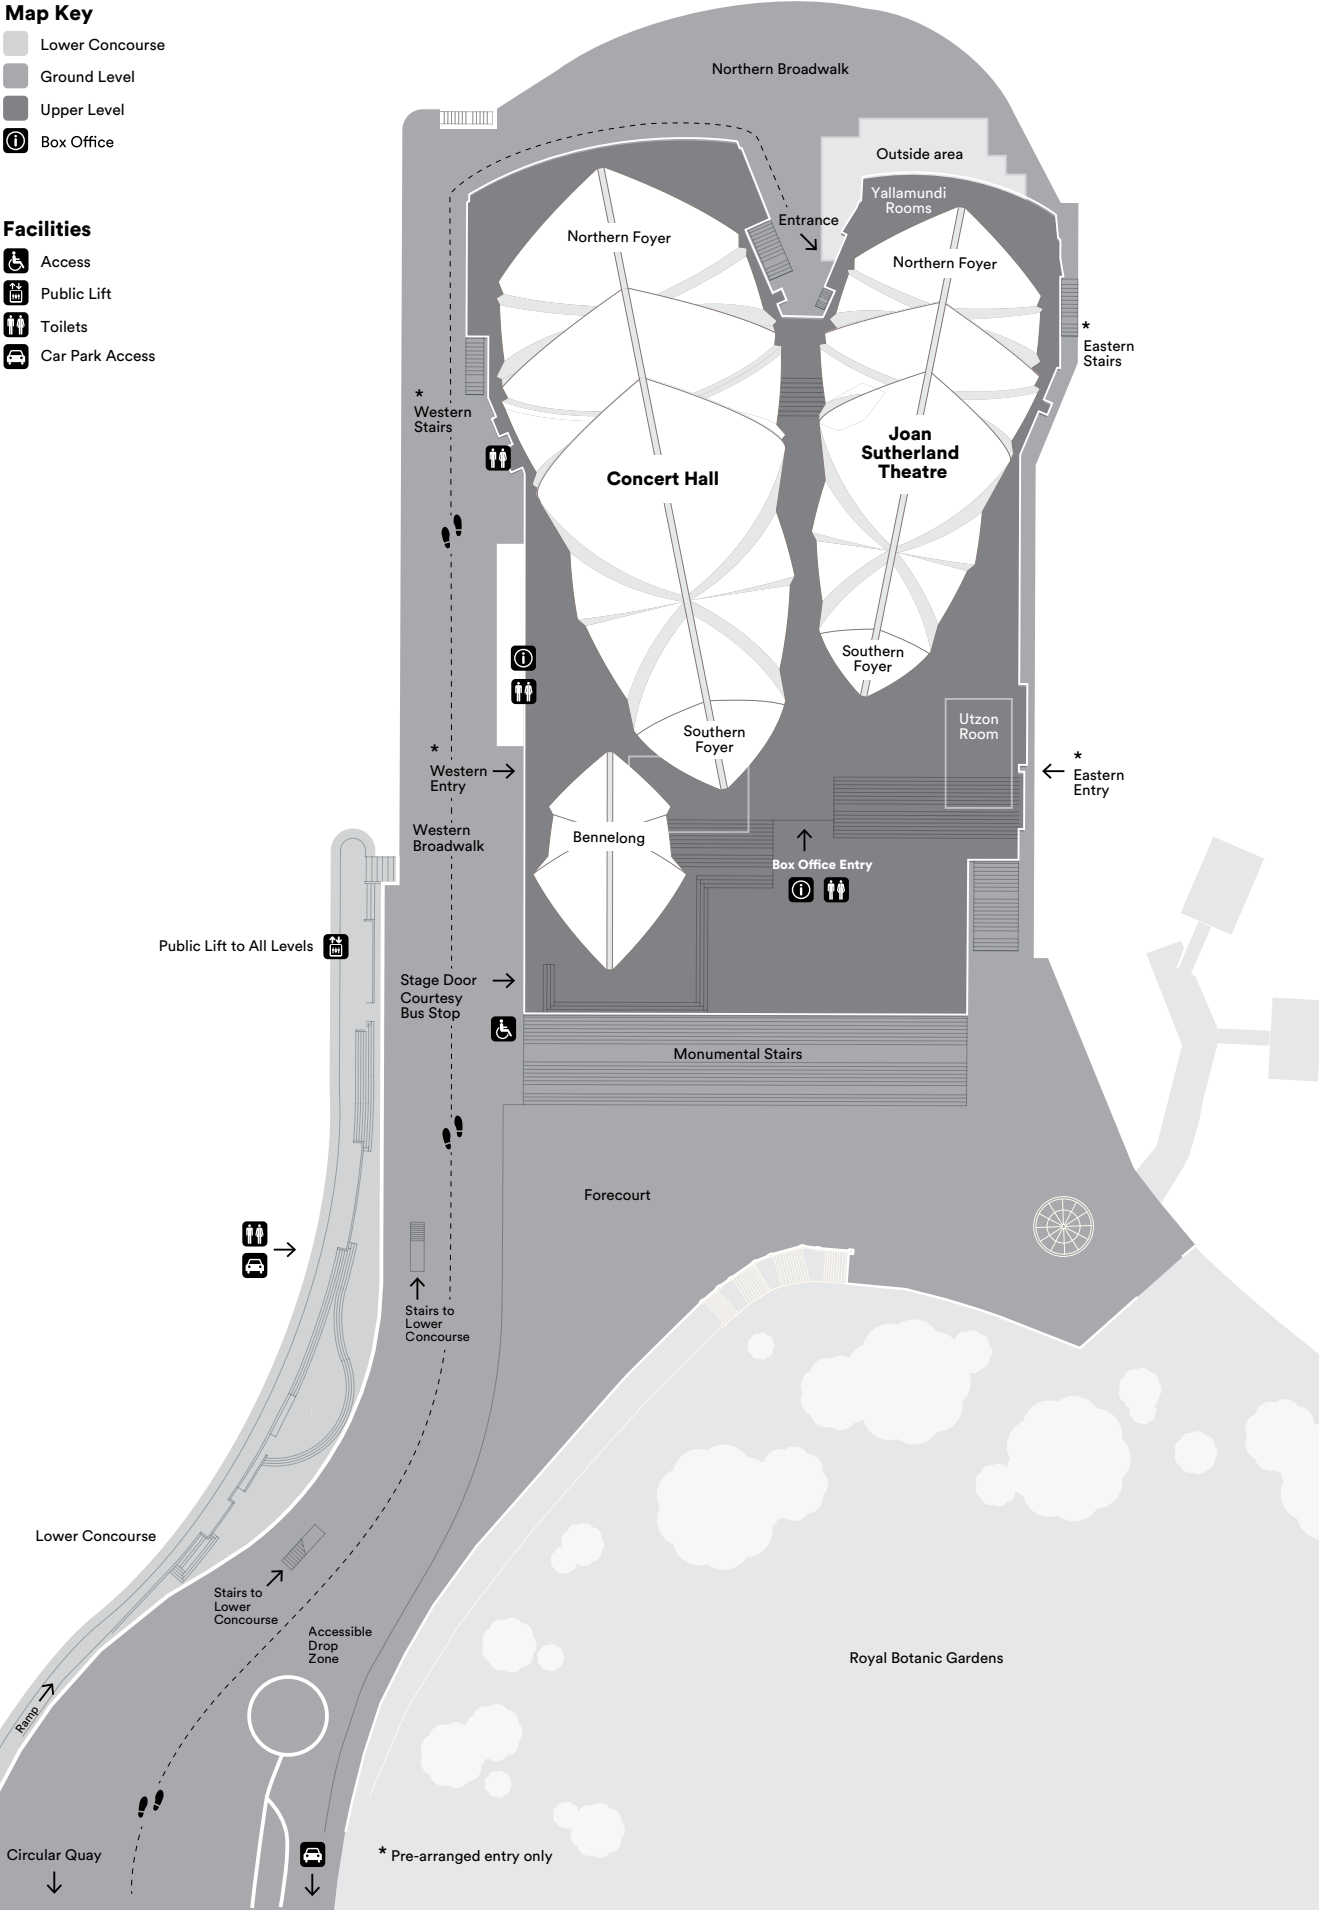 Map Key
Lower Concourse
Ground Level
Upper Level
Box Office
Facilities
Access
Public Lift
Toilets
Car Park Access
Northern Broadwalk
Outside area
Yallamundi
Rooms
Entrance
Northern Foyer
Northern Foyer
*
Eastern
Stairs
*
Western
Stairs
Joan
Sutherland
Theatre
Concert Hall
Southern
Foyer
Southern
Foyer
Utzon
Room
*
Western
Entry
*
Eastern
Entry
Western
Broadwalk
Bennelong
Box Office Entry
Public Lift to All Levels
Stage Door
Courtesy
Bus Stop
Monumental Stairs
Forecourt
Stairs to
Lower
Concourse
Lower Concourse
Stairs to
Lower
Concourse
Accessible
Drop
Zone
Royal Botanic Gardens
Ramp
Circular Quay
* Pre-arranged entry only